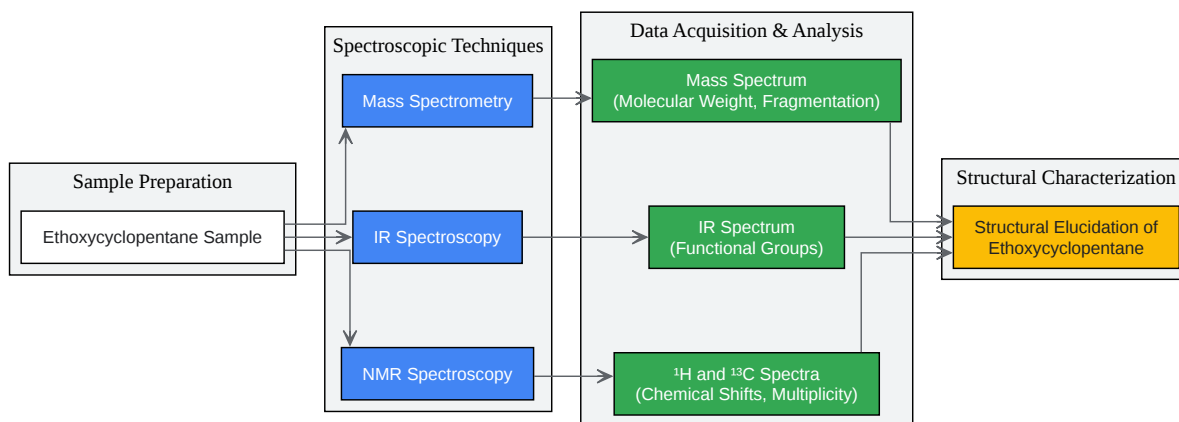 Sample Preparation
Ethoxycyclopentane Sample
Spectroscopic Techniques
Mass Spectrometry
IR Spectroscopy
NMR Spectroscopy
Data Acquisition & Analysis
Mass Spectrum
(Molecular Weight, Fragmentation)
IR Spectrum
(Functional Groups)
¹H and ¹³C Spectra
(Chemical Shifts, Multiplicity)
Structural Characterization
Structural Elucidation of
Ethoxycyclopentane